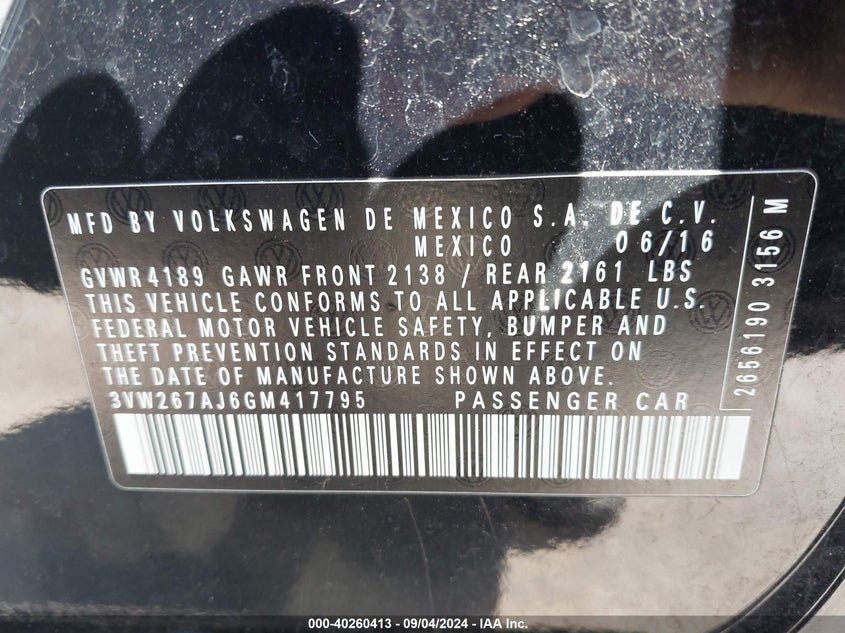 MFD BY VOLKSWAGEN DE MEXICO S.A. DE C.V.
MEXICO 06/16
GVWR 4189 GAWR FRONT 2138 / REAR 2161 LBS
THIS VEHICLE CONFORMS TO ALL APPLICABLE U.S.
FEDERAL MOTOR VEHICLE SAFETY, BUMPER AND
THEFT PREVENTION STANDARDS IN EFFECT ON
THE DATE OF MANUFACTURE SHOWN ABOVE.
3VW267AJ6GM417795 PASSENGER CAR
2656190 3156 M
000-40260413 - 09/04/2024 - IAA Inc.